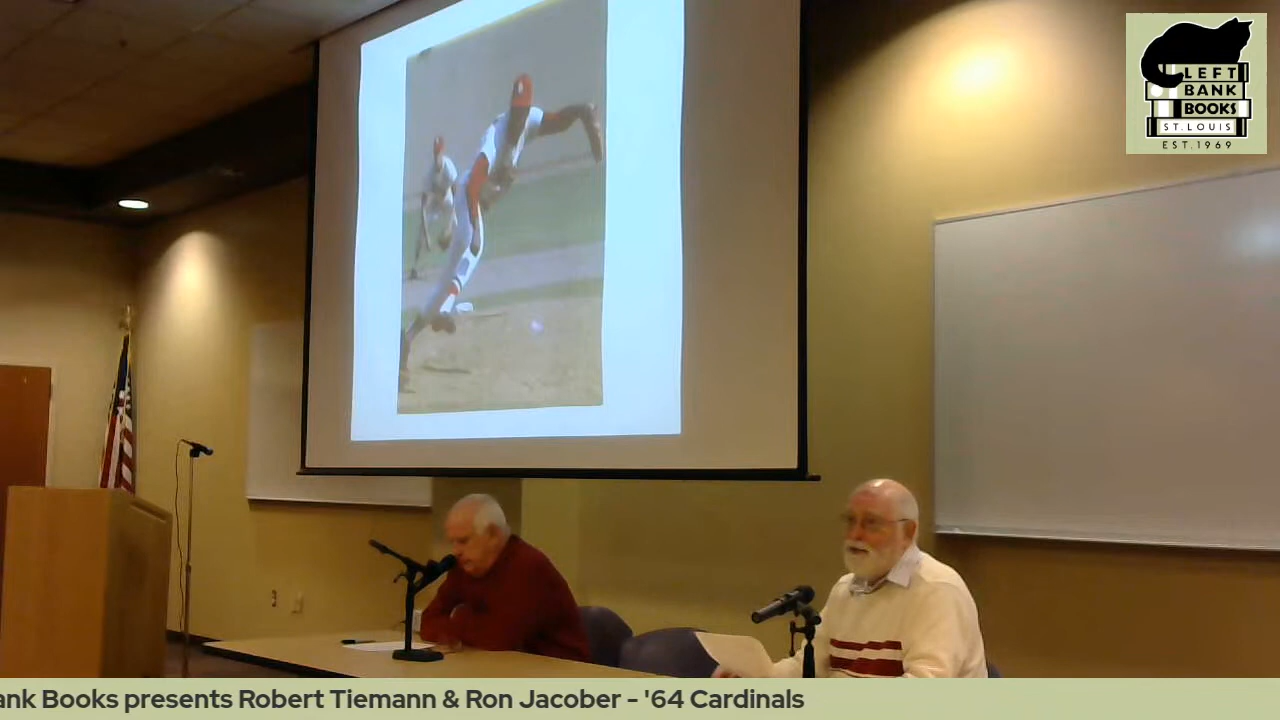 LEFT
BANK
BOOKS
ST. LOUIS
EST. 1969
ank Books presents Robert Tiemann & Ron Jacober - '64 Cardinals